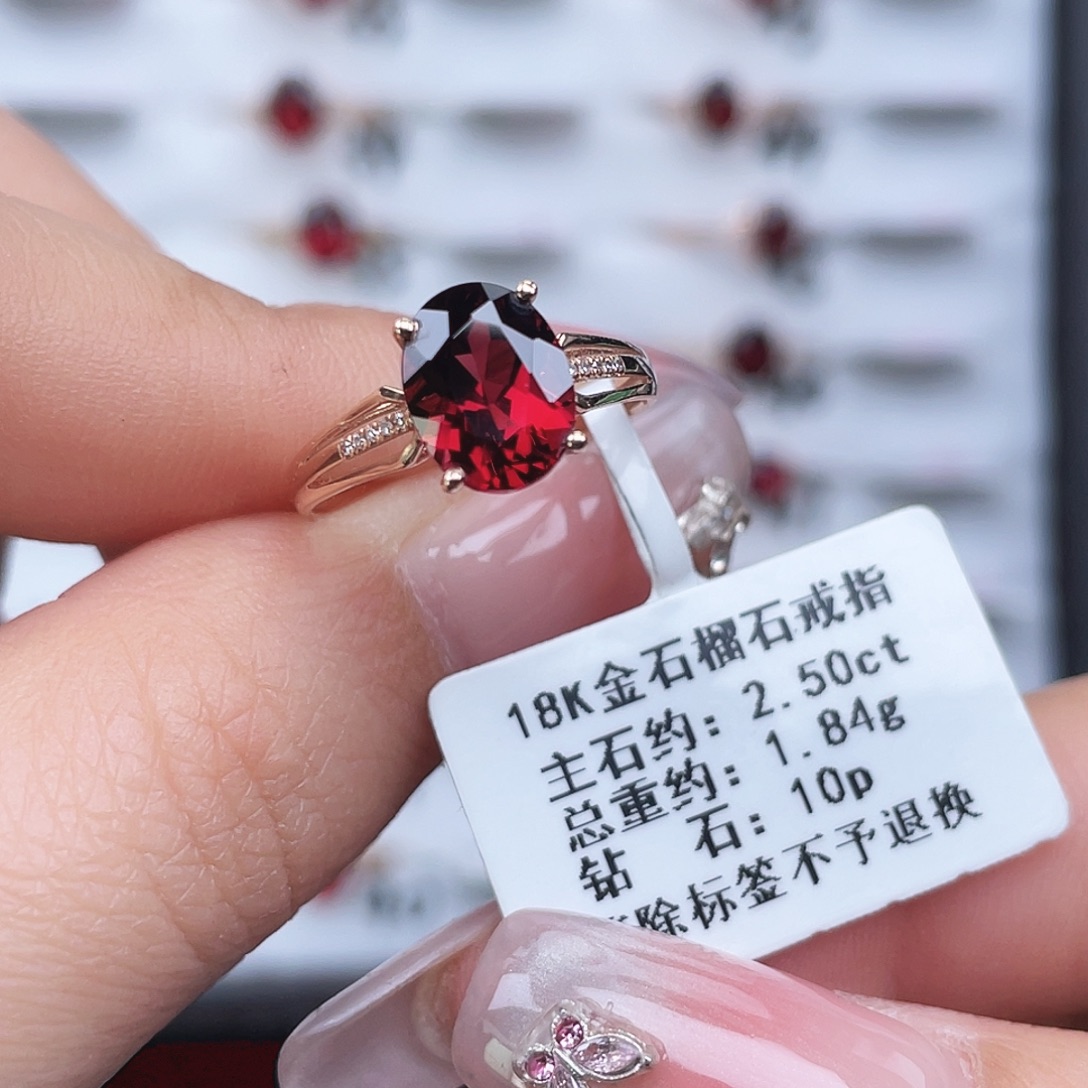 18K金石榴石戒指
主石约: 2.50ct
总重约: 1.84g
钻 石: 10p
除标签不予退换